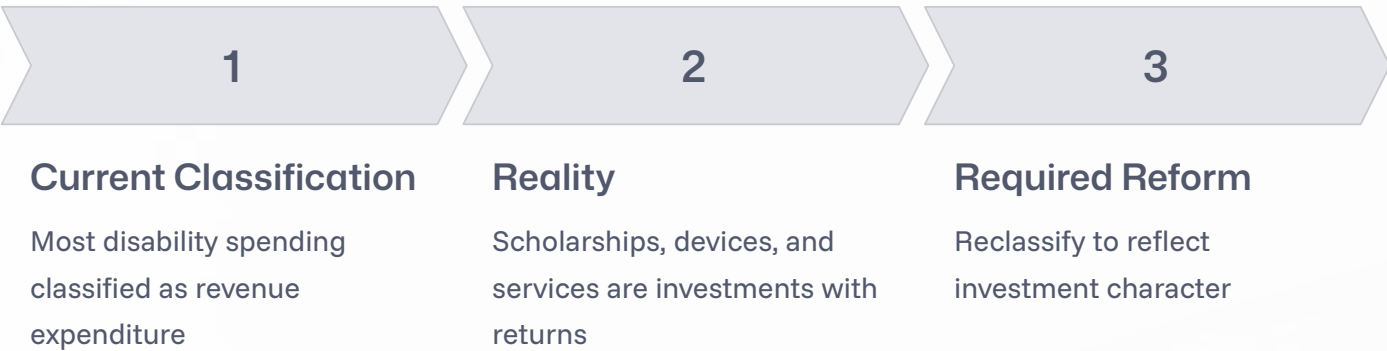 1
Current Classification
Most disability spending
classified as revenue
expenditure
2
Reality
Scholarships, devices, and
services are investments with
returns
3
Required Reform
Reclassify to reflect
investment character